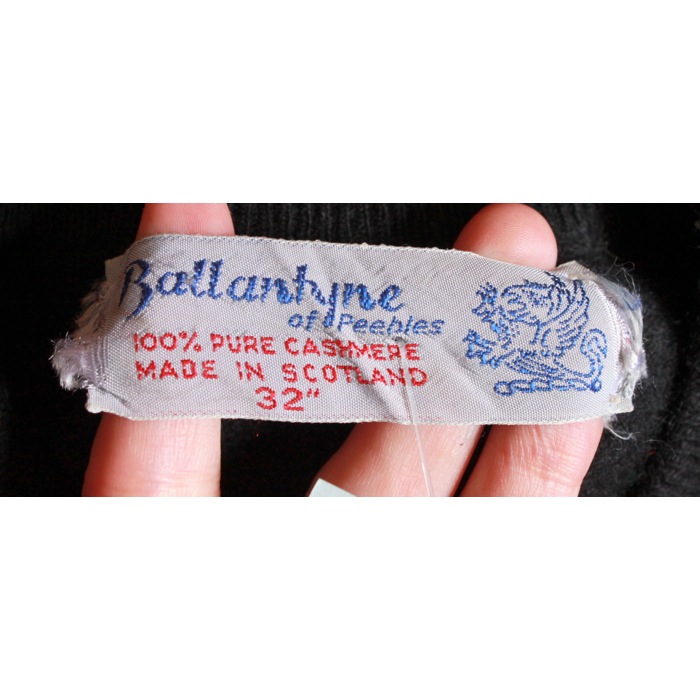 Ballantyne
of Peebles
100% PURE CASHMERE
MADE IN SCOTLAND
32"